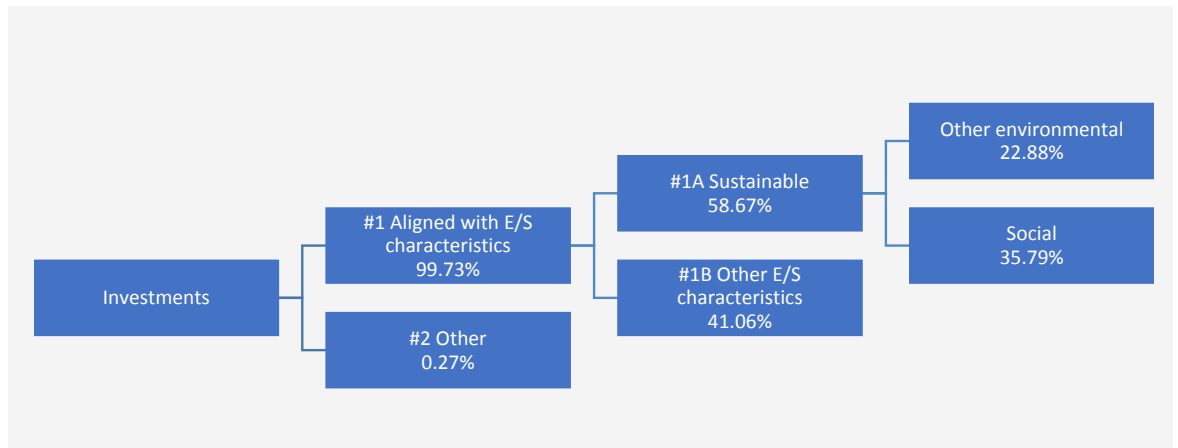 Investments
#1 Aligned with E/S
characteristics
99.73%
#2 Other
0.27%
#1A Sustainable
58.67%
#1B Other E/S
characteristics
41.06%
Other environmental
22.88%
Social
35.79%